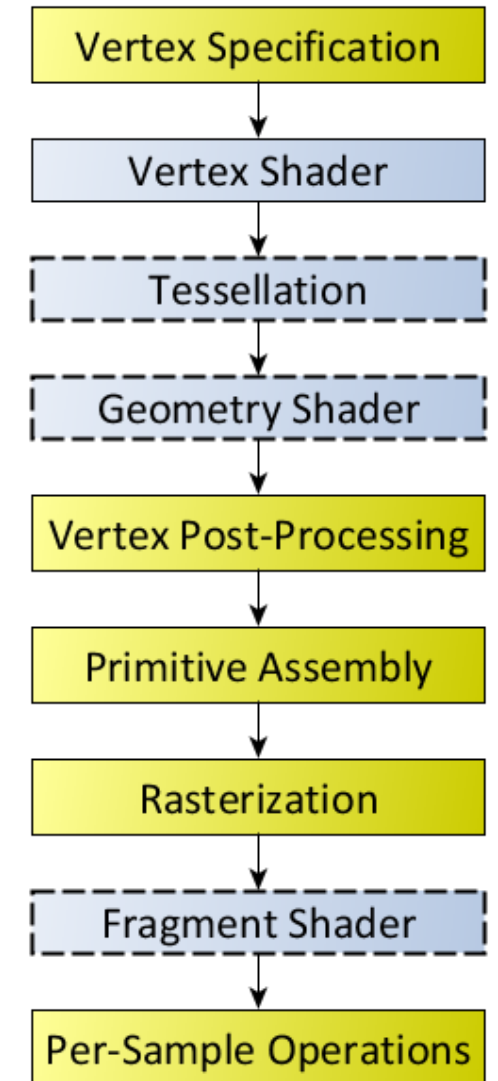 Vertex Specification
Vertex Shader
Tessellation
Geometry Shader
Vertex Post-Processing
Primitive Assembly
Rasterization
Fragment Shader
Per-Sample Operations